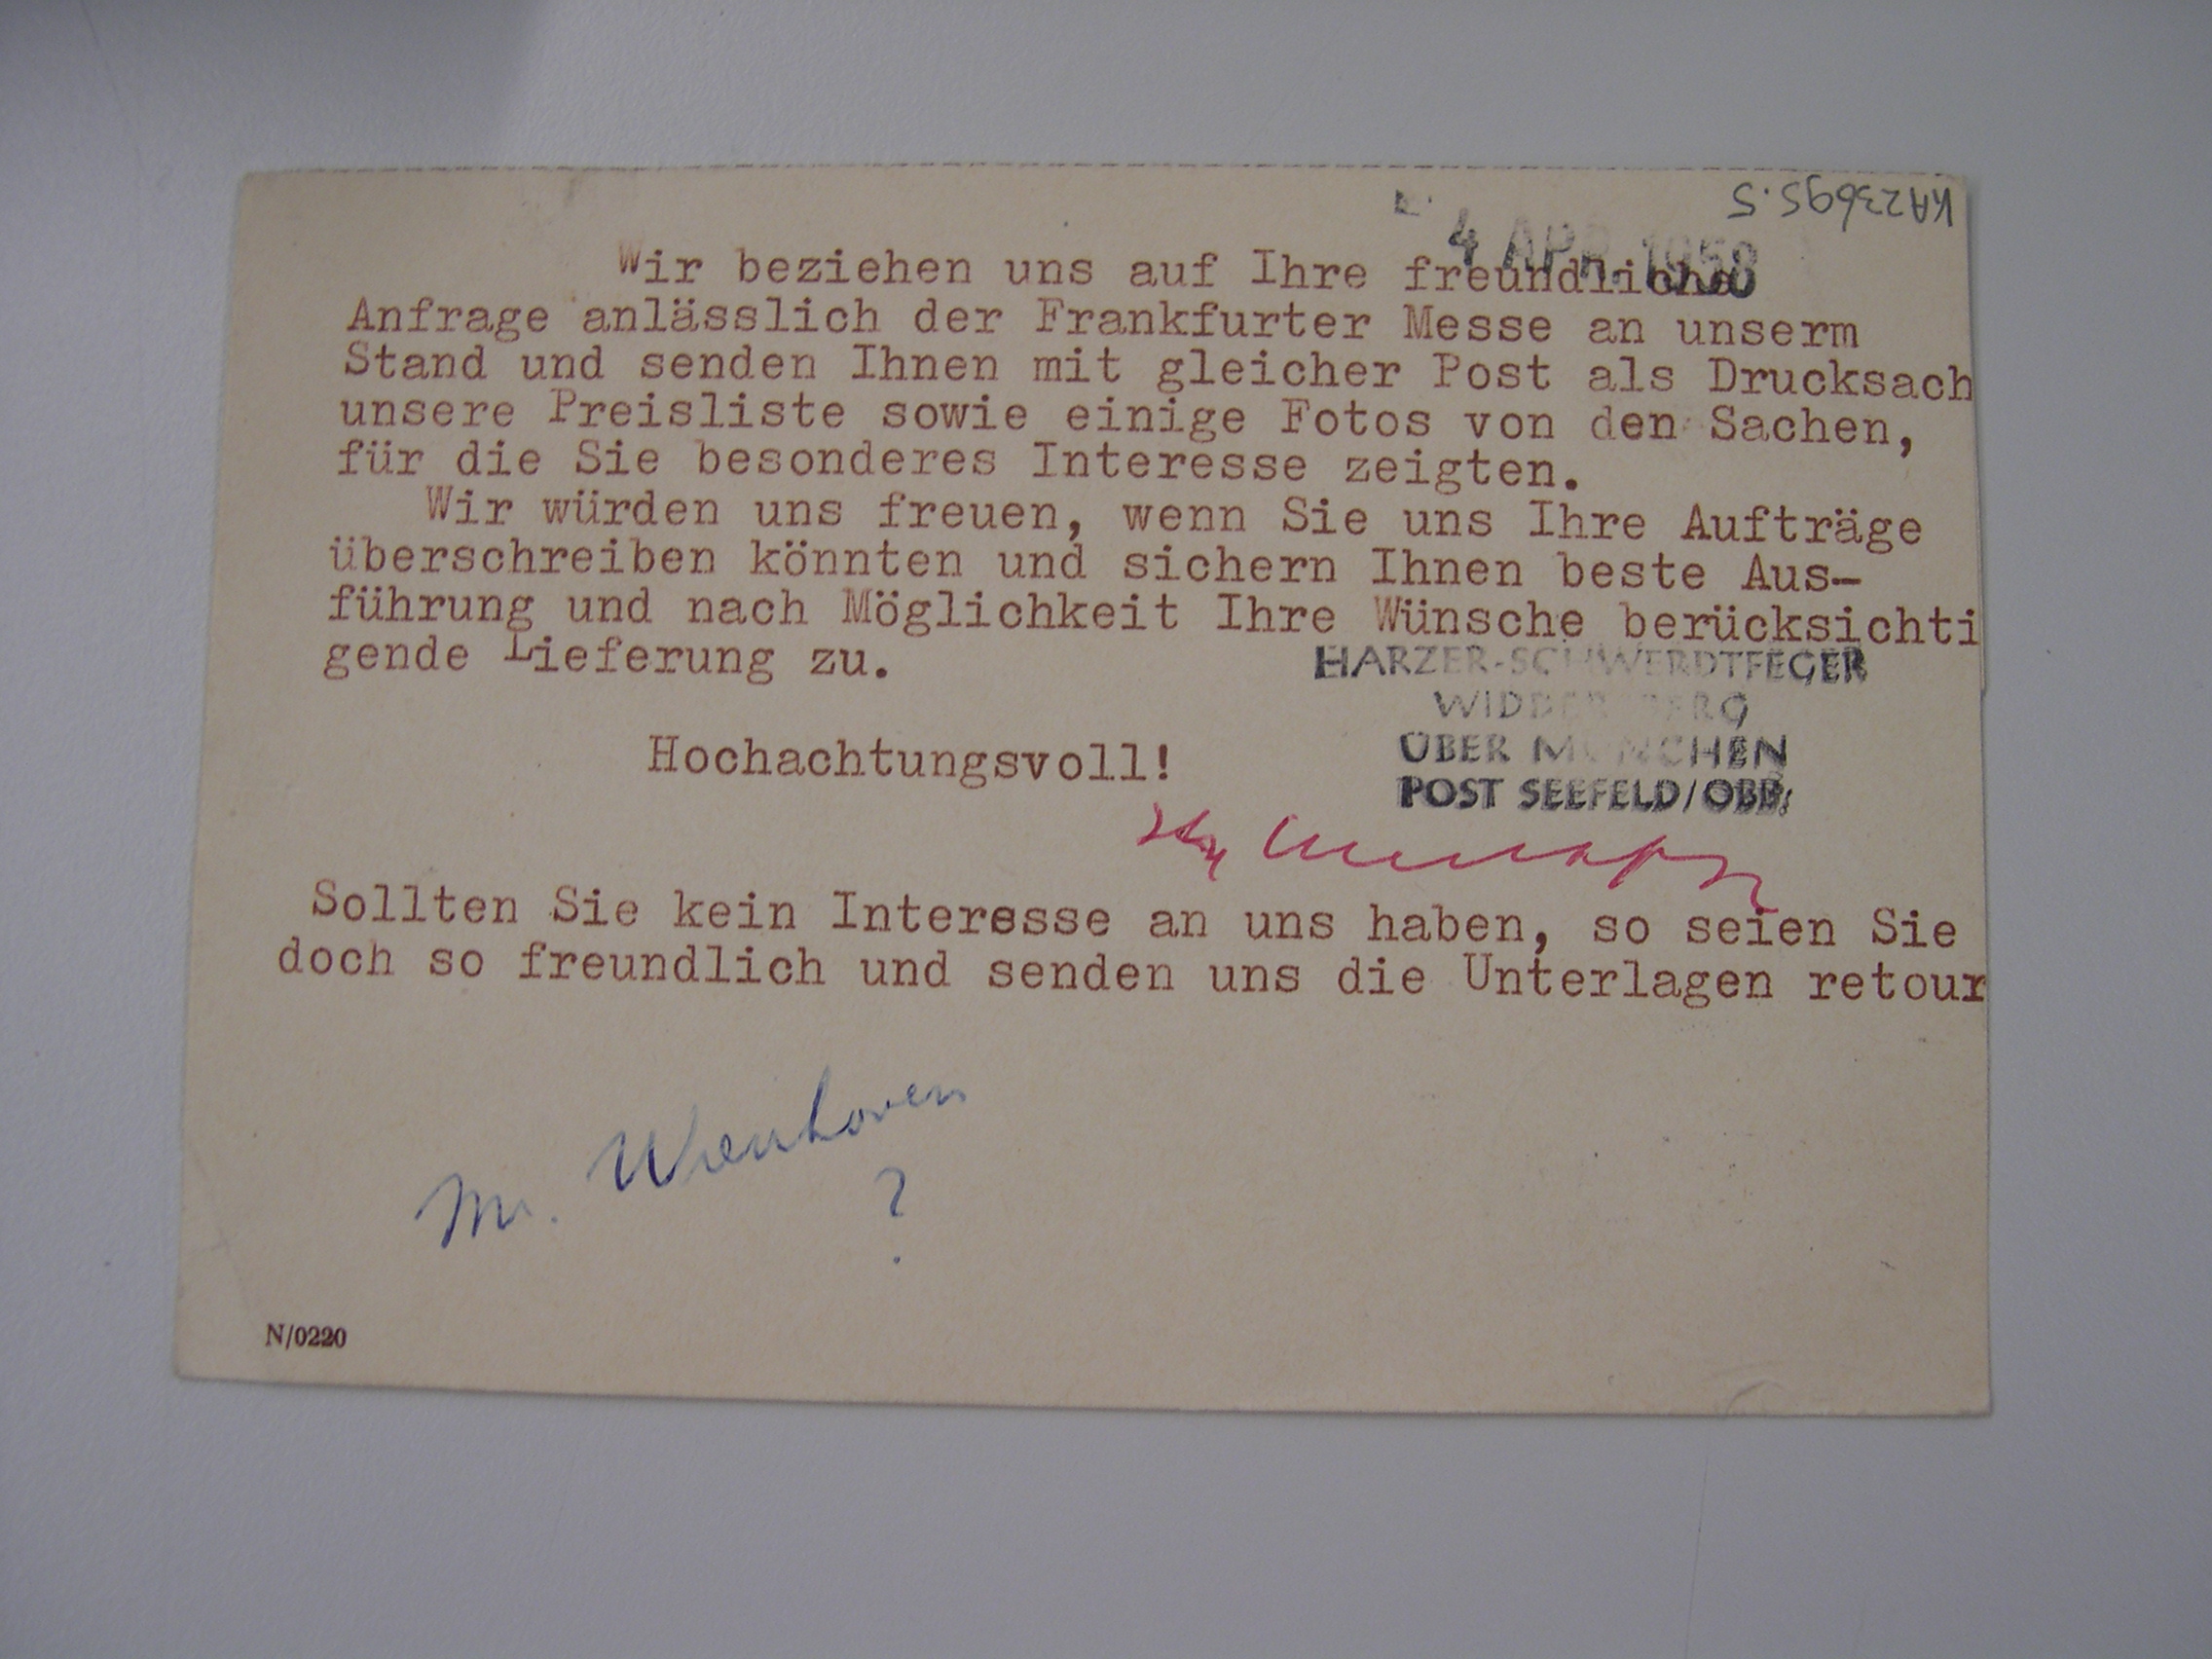 KA23695.5
4 APR. 1958
Wir beziehen uns auf Ihre freundliche
Anfrage anlässlich der Frankfurter Messe an unserm
Stand und senden Ihnen mit gleicher Post als Drucksach
unsere Preisliste sowie einige Fotos von den Sachen,
für die Sie besonderes Interesse zeigten.
Wir würden uns freuen, wenn Sie uns Ihre Aufträge
überschreiben könnten und sichern Ihnen beste Aus-
führung und nach Möglichkeit Ihre Wünsche berücksichti
gende Lieferung zu.
HARZER-SCHWERDTFEGER
WIDDERSBERG
ÜBER MÜNCHEN
POST SEEFELD/OBB.
Hochachtungsvoll!
Sollten Sie kein Interesse an uns haben, so seien Sie
doch so freundlich und senden uns die Unterlagen retour
Mr.
?
N/0220